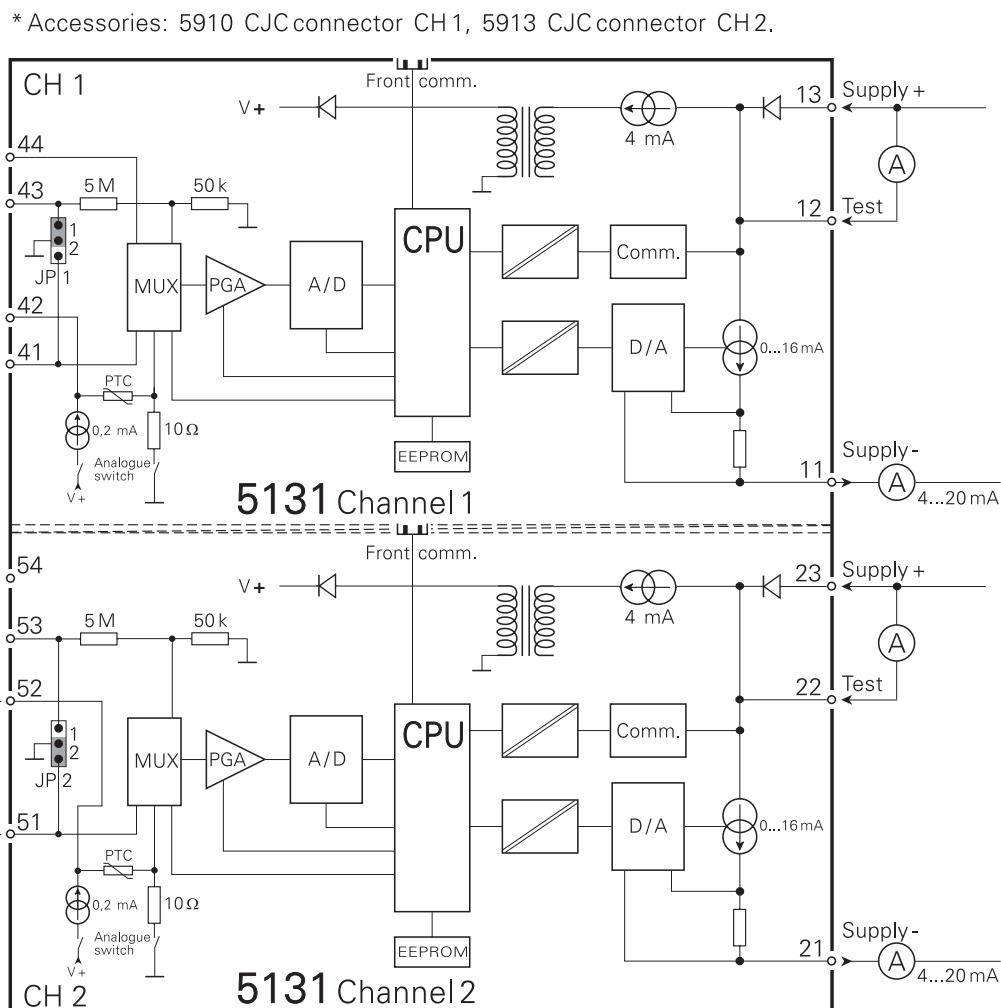 * Accessories: 5910 CJC connector CH 1, 5913 CJC connector CH 2.
CH 1
Front comm.
V +
4 mA
13
Supply +
A
44
43
5 M
50 k
12
Test
1
2
JP 1
CPU
Comm.
MUX
PGA
A/D
42
D/A
0...16 mA
41
PTC
0,2 mA
10 Ω
Analogue
switch
V +
EEPROM
Supply -
11
A
4...20 mA
5131 Channel 1
Front comm.
54
V +
4 mA
23
Supply +
A
53
5 M
50 k
52
22
Test
1
2
JP 2
CPU
Comm.
MUX
PGA
A/D
51
D/A
0...16 mA
PTC
0,2 mA
10 Ω
Analogue
switch
V +
EEPROM
Supply -
21
A
4...20 mA
CH 2
5131 Channel 2